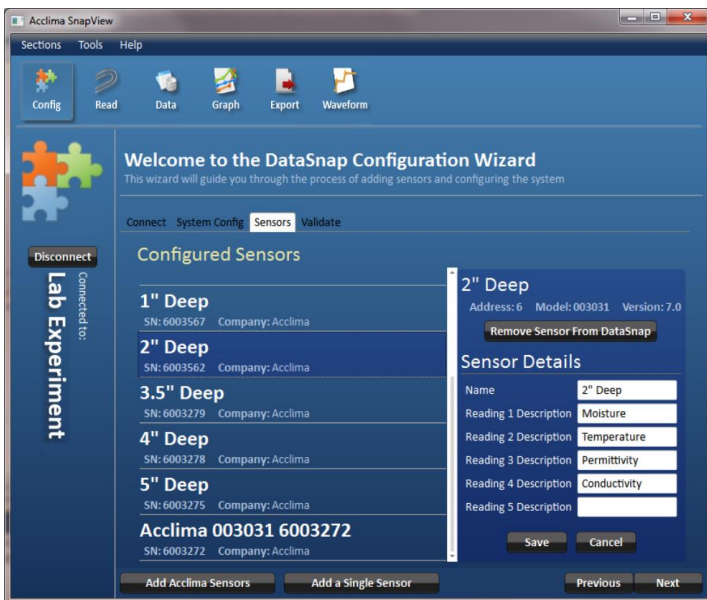 Acclima SnapView
Sections Tools Help
Config Read Data Graph Export Waveform
Welcome to the DataSnap Configuration Wizard
This wizard will guide you through the process of adding sensors and configuring the system
Connect System Config Sensors Validate
Disconnect
Connected to:
Lab Experiment
Configured Sensors
1" Deep
SN: 6003567 Company: Acclima
2" Deep
SN: 6003562 Company: Acclima
3.5" Deep
SN: 6003279 Company: Acclima
4" Deep
SN: 6003278 Company: Acclima
5" Deep
SN: 6003275 Company: Acclima
Acclima 003031 6003272
SN: 6003272 Company: Acclima
2" Deep
Address: 6 Model: 003031 Version: 7.0
Remove Sensor From DataSnap
Sensor Details
Name 2" Deep
Reading 1 Description Moisture
Reading 2 Description Temperature
Reading 3 Description Permittivity
Reading 4 Description Conductivity
Reading 5 Description
Save Cancel
Add Acclima Sensors Add a Single Sensor Previous Next